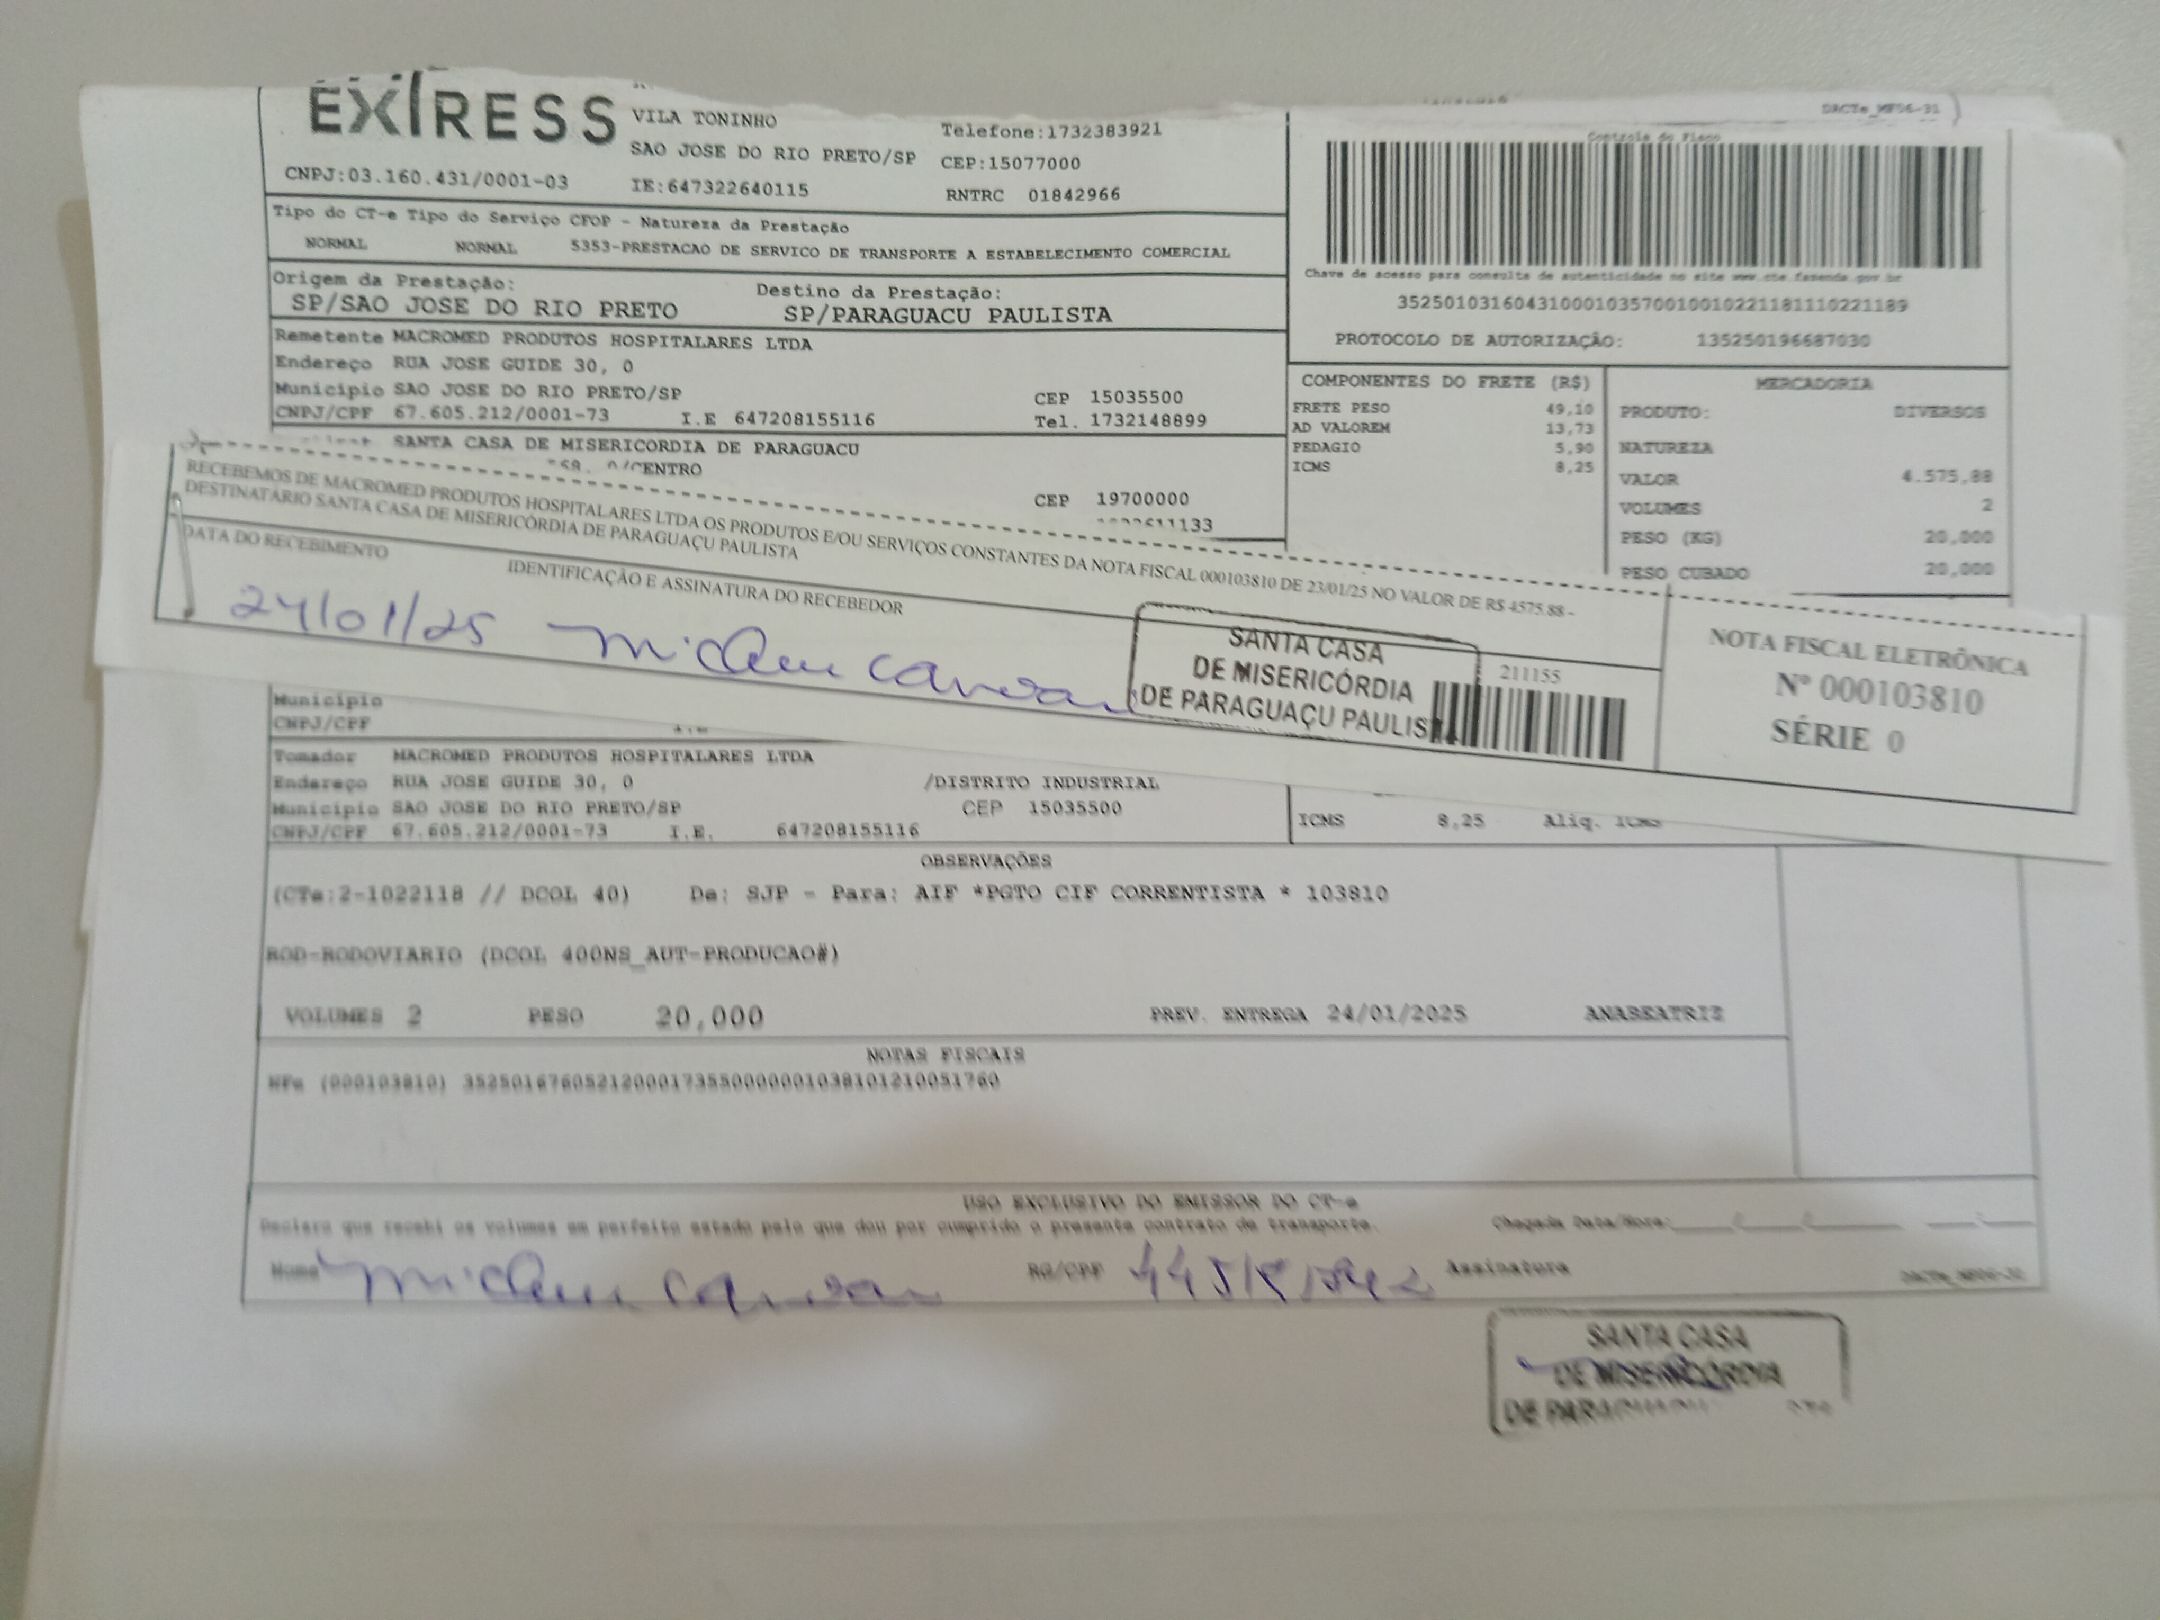 EXPRESS
VILA TONINHO
Telefone:1732383921
SAO JOSE DO RIO PRETO/SP CEP:15077000
CNPJ:03.160.431/0001-03 IE:647322640115 RNTRC 01842966
DACTe_MF06-31
Controle do Fisco
Tipo do CT-e Tipo do Serviço CFOP - Natureza da Prestação
NORMAL NORMAL 5353-PRESTACAO DE SERVICO DE TRANSPORTE A ESTABELECIMENTO COMERCIAL
Chave de acesso para consulta de autenticidade no site www.cte.fazenda.gov.br
35250103160431000103570010010221181110221189
PROTOCOLO DE AUTORIZAÇÃO: 135250196687030
Origem da Prestação: Destino da Prestação:
SP/SAO JOSE DO RIO PRETO SP/PARAGUACU PAULISTA
Remetente MACROMED PRODUTOS HOSPITALARES LTDA
Endereço RUA JOSE GUIDE 30, 0
Municipio SAO JOSE DO RIO PRETO/SP CEP 15035500
CNPJ/CPF 67.605.212/0001-73 I.E 647208155116 Tel. 1732148899
COMPONENTES DO FRETE (R$)
FRETE PESO 49,10
AD VALOREM 13,73
PEDAGIO 5,90
ICMS 8,25
MERCADORIA
PRODUTO: DIVERSOS
NATUREZA
VALOR 4.575,88
VOLUMES 2
PESO (KG) 20,000
PESO CUBADO 20,000
SANTA CASA DE MISERICORDIA DE PARAGUACU
0/CENTRO
CEP 19700000
RECEBEMOS DE MACROMED PRODUTOS HOSPITALARES LTDA OS PRODUTOS E/OU SERVIÇOS CONSTANTES DA NOTA FISCAL 000103810 DE 23/01/25 NO VALOR DE R$ 4575.88 -
DESTINATÁRIO SANTA CASA DE MISERICÓRDIA DE PARAGUAÇU PAULISTA
DATA DO RECEBIMENTO IDENTIFICAÇÃO E ASSINATURA DO RECEBEDOR
24/01/25
SANTA CASA
DE MISERICÓRDIA
DE PARAGUAÇU PAULIST
211155
NOTA FISCAL ELETRÔNICA
Nº 000103810
SÉRIE 0
Municipio
CNPJ/CPF
Tomador MACROMED PRODUTOS HOSPITALARES LTDA
Endereço RUA JOSE GUIDE 30, 0 /DISTRITO INDUSTRIAL
Municipio SAO JOSE DO RIO PRETO/SP CEP 15035500
CNPJ/CPF 67.605.212/0001-73 I.E. 647208155116
ICMS 8,25 Aliq. ICMS
OBSERVAÇÕES
(CTe:2-1022118 // DCOL 40) De: SJP - Para: AIF *PGTO CIF CORRENTISTA * 103810
ROD-RODOVIARIO (DCOL 400NS_AUT-PRODUCAO#)
VOLUMES 2 PESO 20,000 PREV. ENTREGA 24/01/2025 ANABEATRIZ
NOTAS FISCAIS
NFe (000103810) 35250167605212000173550000001038101210051760
USO EXCLUSIVO DO EMISSOR DO CT-e
Declaro que recebi os volumes em perfeito estado pelo que dou por cumprido o presente contrato de transporte. Chegada Data/Hora:
Nome RG/CPF Assinatura
DACTe_MF06-31
SANTA CASA
DE MISERICÓRDIA